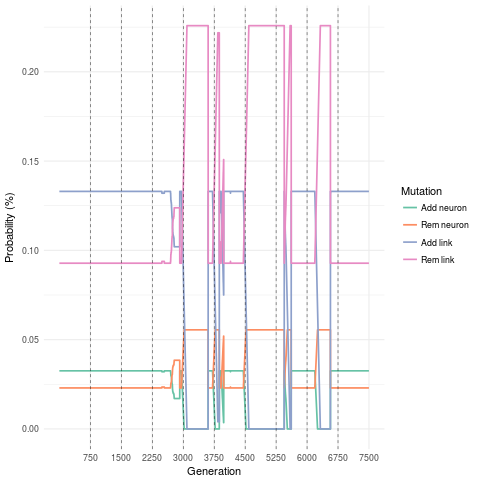 Probability (%)
0.20
0.15
0.10
0.05
0.00
750 1500 2250 3000 3750 4500 5250 6000 6750 7500
Generation
Mutation
Add neuron
Rem neuron
Add link
Rem link